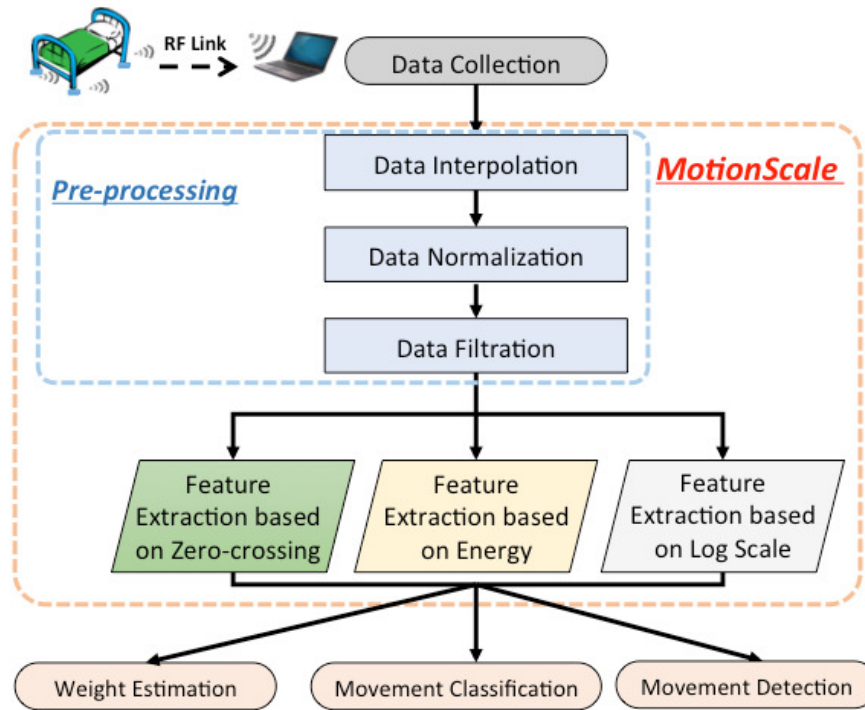 RF Link
Data Collection
Data Interpolation
MotionScale
Pre-processing
Data Normalization
Data Filtration
Feature
Extraction based
on Zero-crossing
Feature
Extraction based
on Energy
Feature
Extraction based
on Log Scale
Weight Estimation
Movement Classification
Movement Detection